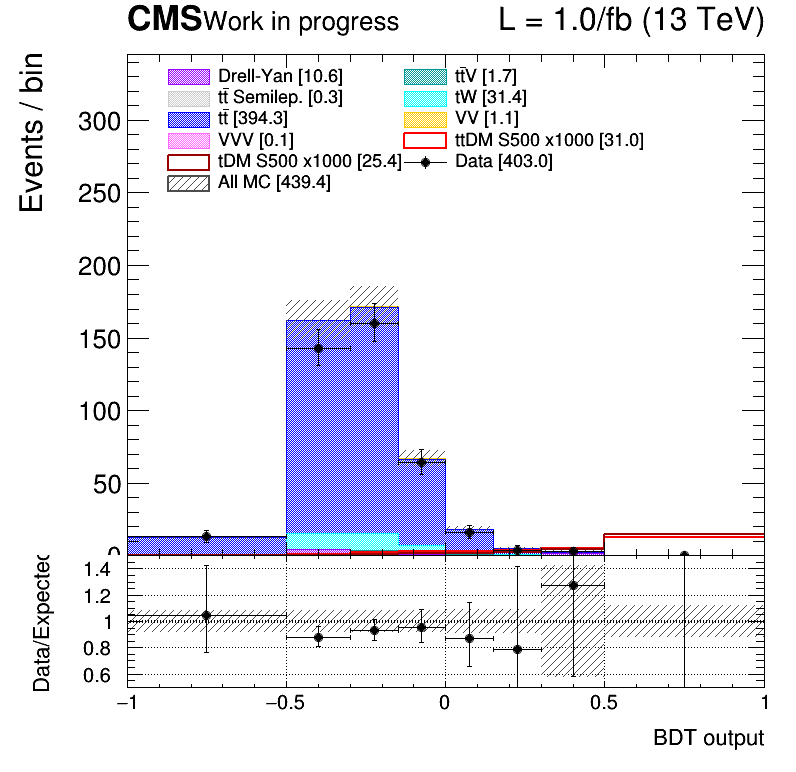 CMS Work in progress L = 1.0/fb (13 TeV)
Events / bin
Drell-Yan [10.6] tt̄V [1.7]
tt̄ Semilep. [0.3] tW [31.4]
tt̄ [394.3] VV [1.1]
VVV [0.1] ttDM S500 x1000 [31.0]
tDM S500 x1000 [25.4] Data [403.0]
All MC [439.4]
300
250
200
150
100
50
0
Data/Expected
1.4
1.2
1
0.8
0.6
−1 −0.5 0 0.5 1
BDT output